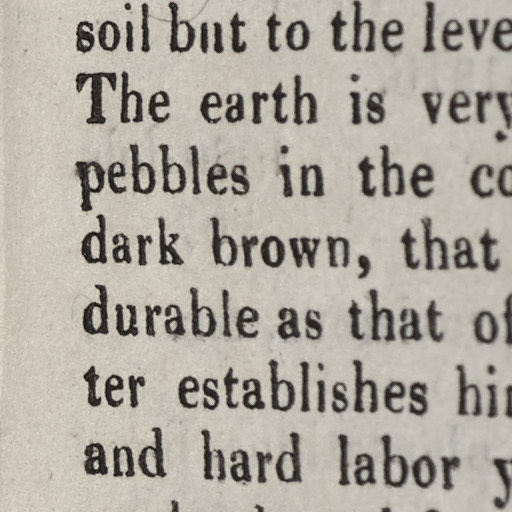 soil but to the leve
The earth is very
pebbles in the co
dark brown, that
durable as that of
ter establishes hi
and hard labor y